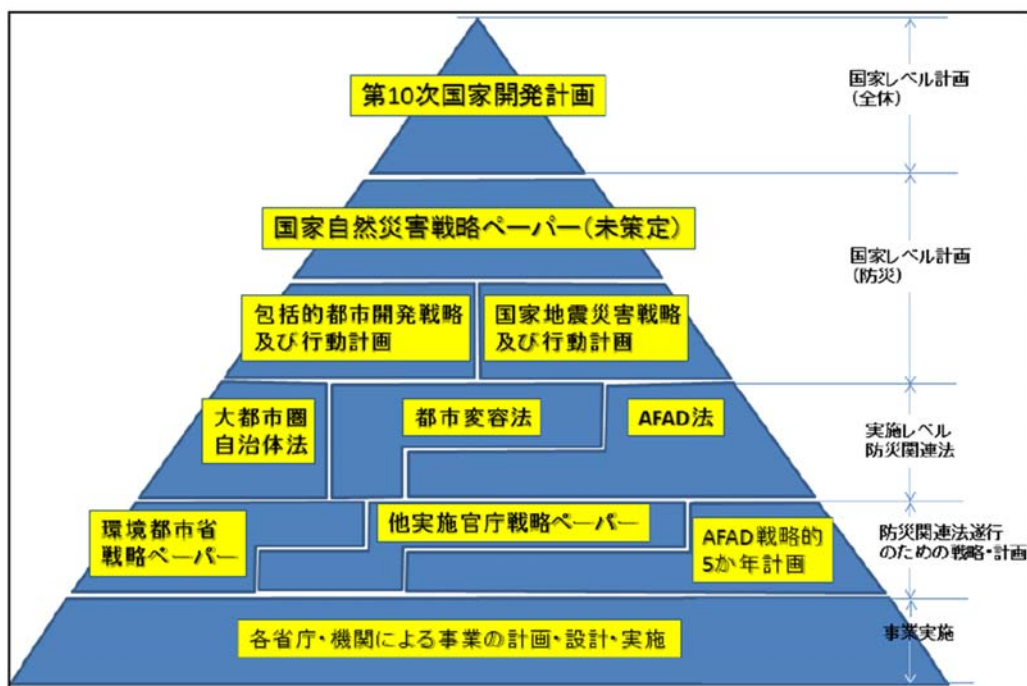 第10次国家開発計画
国家レベル計画
(全体)
国家自然災害戦略ペーパー(未策定)
国家レベル計画
(防災)
包括的都市開発戦略
及び行動計画
国家地震災害戦略
及び行動計画
大都市圏
自治体法
都市変容法
AFAD法
実施レベル
防災関連法
環境都市省
戦略ペーパー
他実施官庁戦略ペーパー
AFAD戦略的
5か年計画
防災関連法遂行
のための戦略・計画
各省庁・機関による事業の計画・設計・実施
事業実施